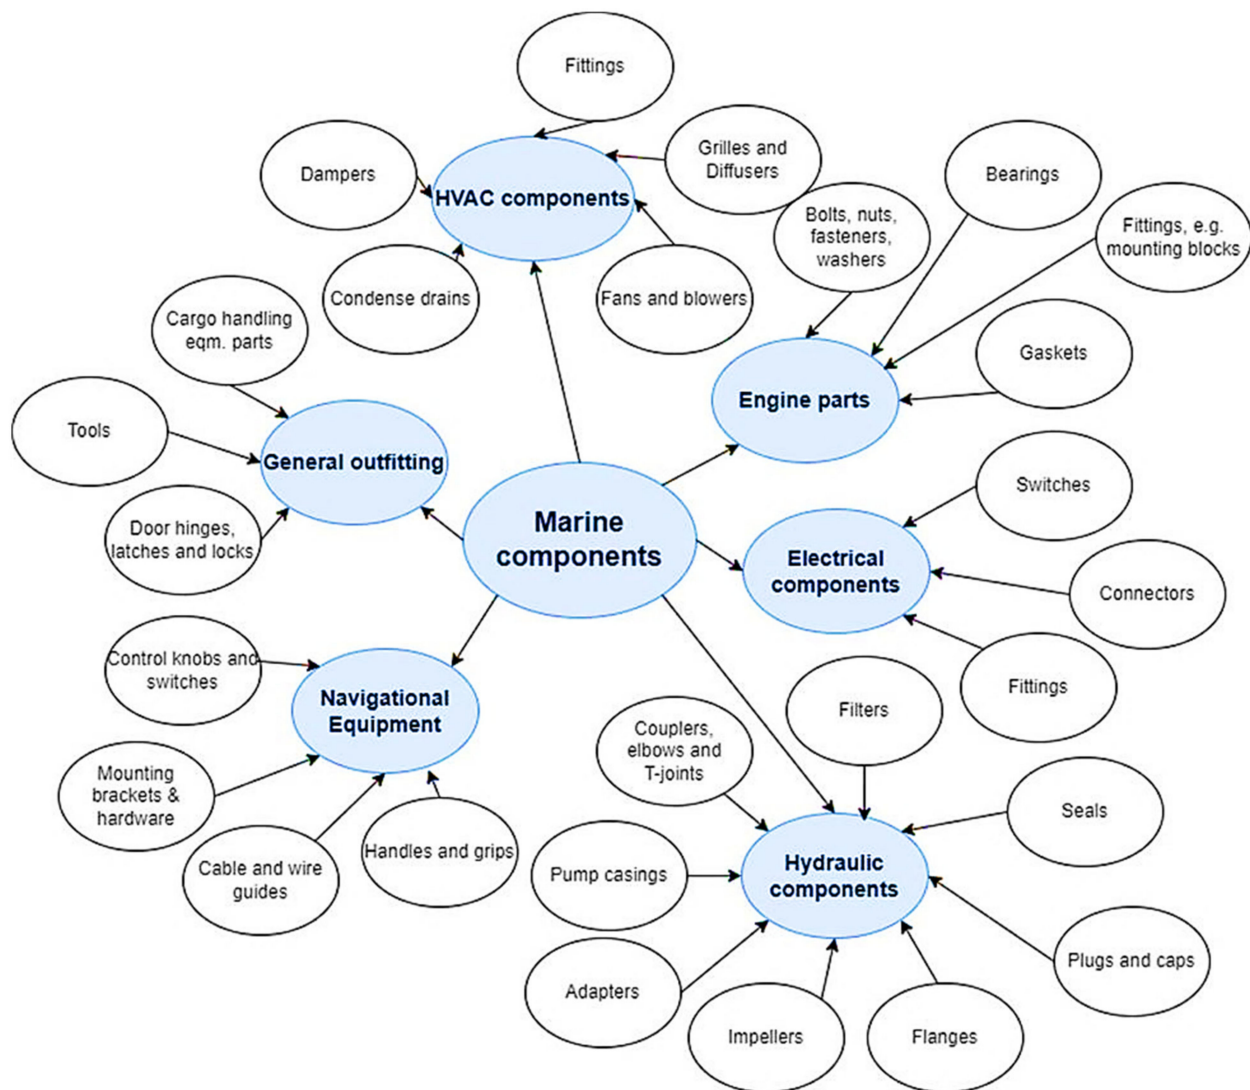 Fittings
Dampers
HVAC components
Grilles and
Diffusers
Condense drains
Fans and blowers
Bolts, nuts,
fasteners,
washers
Bearings
Fittings, e.g.
mounting blocks
Gaskets
Engine parts
Cargo handling
eqm. parts
Tools
General outfitting
Door hinges,
latches and locks
Marine
components
Switches
Electrical
components
Connectors
Fittings
Control knobs and
switches
Navigational
Equipment
Mounting
brackets &
hardware
Cable and wire
guides
Handles and grips
Couplers,
elbows and
T-joints
Filters
Seals
Pump casings
Hydraulic
components
Plugs and caps
Adapters
Impellers
Flanges